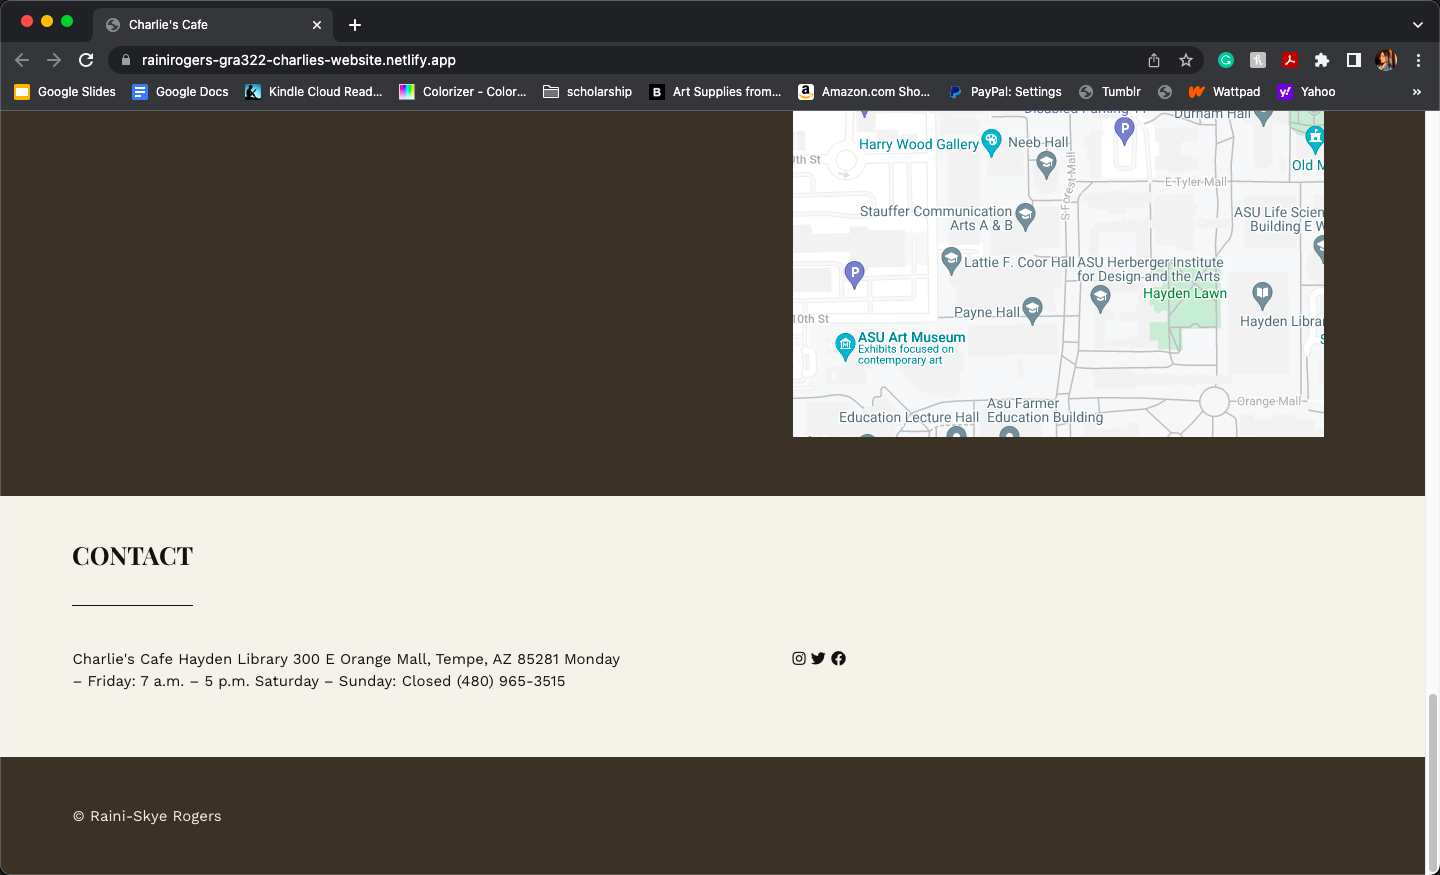 Charlie's Cafe
rainirogers-gra322-charlies-website.netlify.app
Google Slides
Google Docs
Kindle Cloud Read...
Colorizer - Color...
scholarship
Art Supplies from...
Amazon.com Sho...
PayPal: Settings
Tumblr
Wattpad
Yahoo
»
Durham Hall
Harry Wood Gallery
Neeb Hall
9th St
Old M
E Tyler Mall
S Forest Mall
Stauffer Communication
Arts A & B
ASU Life Scien
Building E W
Lattie F. Coor Hall
ASU Herberger Institute
for Design and the Arts
P
Hayden Lawn
Payne Hall
10th St
Hayden Librar
ASU Art Museum
Exhibits focused on
contemporary art
Orange Mall
Education Lecture Hall
Asu Farmer
Education Building
CONTACT
Charlie's Cafe Hayden Library 300 E Orange Mall, Tempe, AZ 85281 Monday
– Friday: 7 a.m. – 5 p.m. Saturday – Sunday: Closed (480) 965-3515
© Raini-Skye Rogers